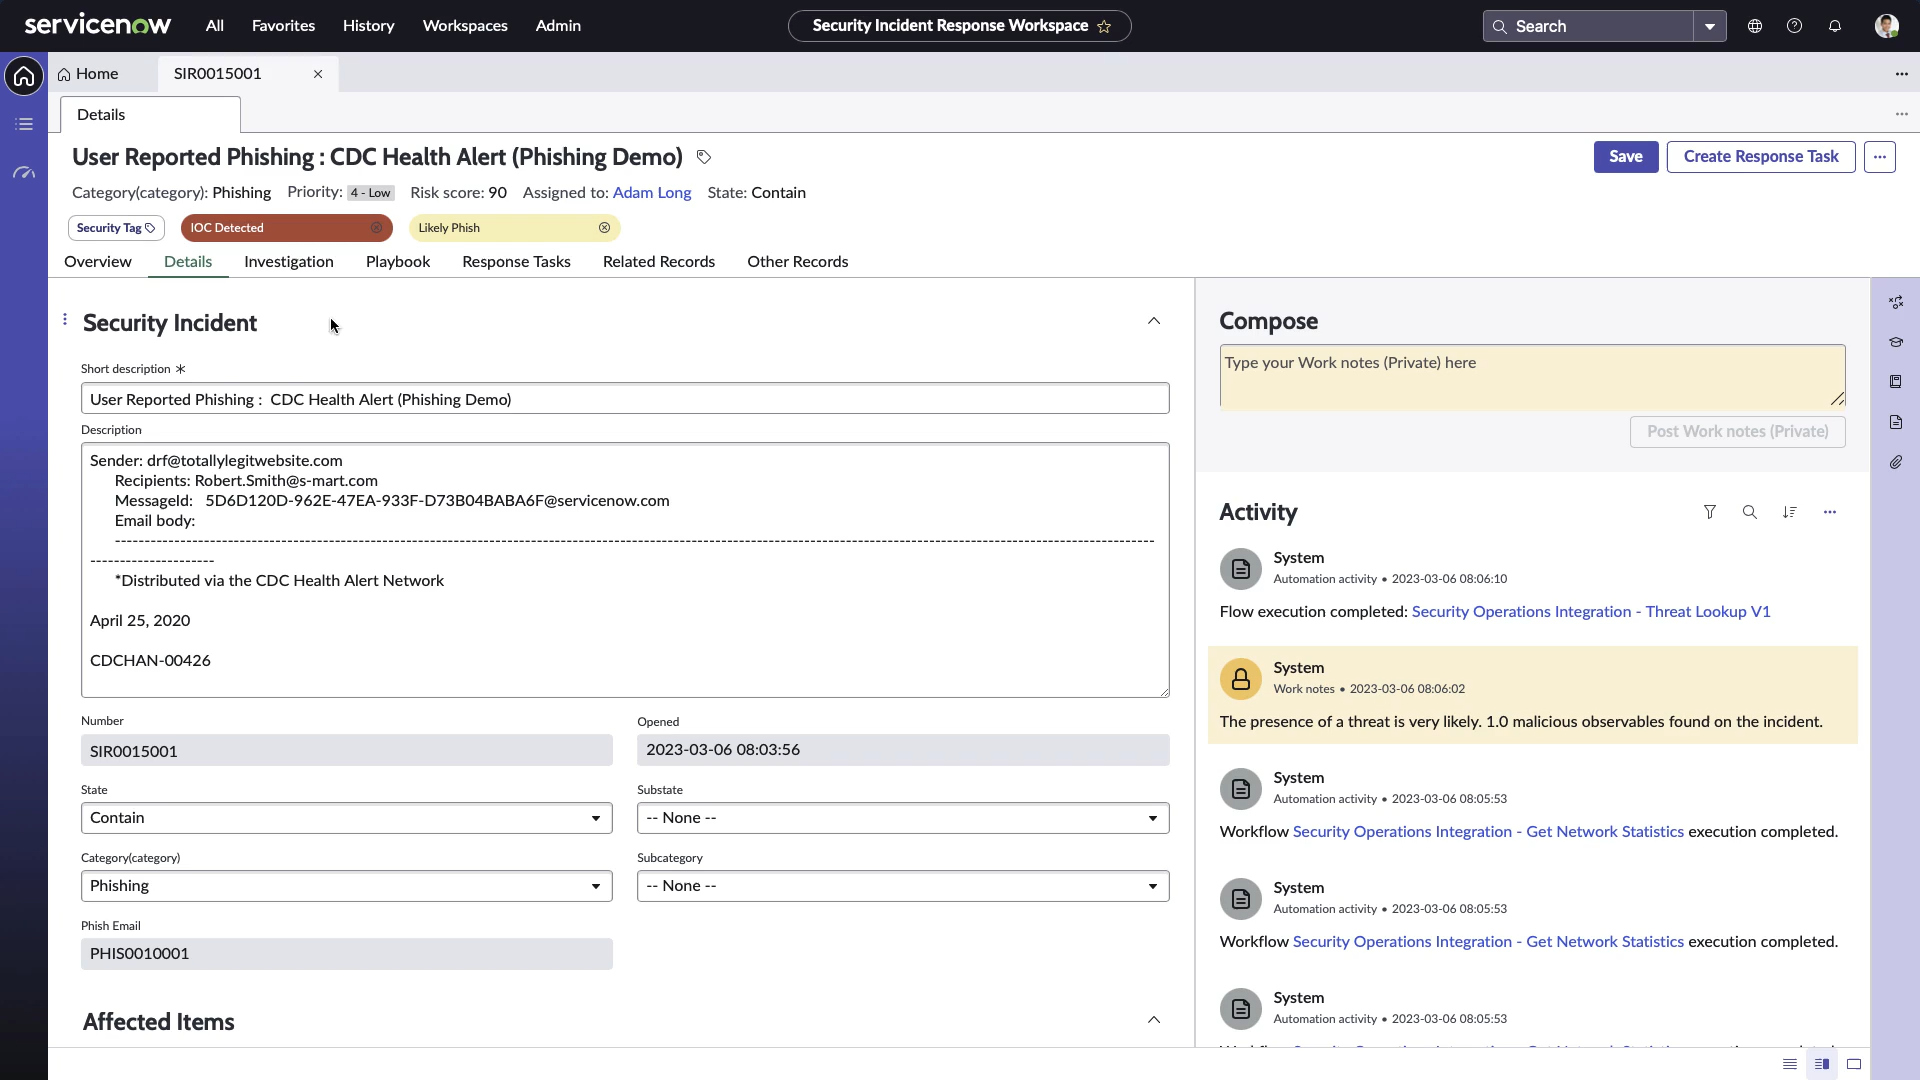 servicenow
All
Favorites
History
Workspaces
Admin
Security Incident Response Workspace
Search
Home
SIR0015001
Details
User Reported Phishing : CDC Health Alert (Phishing Demo)
Save
Create Response Task
Category(category): Phishing
Priority: 4 - Low
Risk score: 90
Assigned to: Adam Long
State: Contain
Security Tag
IOC Detected
Likely Phish
Overview
Details
Investigation
Playbook
Response Tasks
Related Records
Other Records
Security Incident
Short description *
User Reported Phishing : CDC Health Alert (Phishing Demo)
Description
Sender: drf@totallylegitwebsite.com
Recipients: Robert.Smith@s-mart.com
MessageId: 5D6D120D-962E-47EA-933F-D73B04BABA6F@servicenow.com
Email body:
*Distributed via the CDC Health Alert Network
April 25, 2020
CDCHAN-00426
Number
SIR0015001
Opened
2023-03-06 08:03:56
State
Contain
Substate
-- None --
Category(category)
Phishing
Subcategory
-- None --
Phish Email
PHIS0010001
Affected Items
Compose
Type your Work notes (Private) here
Post Work notes (Private)
Activity
System
Automation activity • 2023-03-06 08:06:10
Flow execution completed: Security Operations Integration - Threat Lookup V1
System
Work notes • 2023-03-06 08:06:02
The presence of a threat is very likely. 1.0 malicious observables found on the incident.
System
Automation activity • 2023-03-06 08:05:53
Workflow Security Operations Integration - Get Network Statistics execution completed.
System
Automation activity • 2023-03-06 08:05:53
Workflow Security Operations Integration - Get Network Statistics execution completed.
System
Automation activity • 2023-03-06 08:05:53